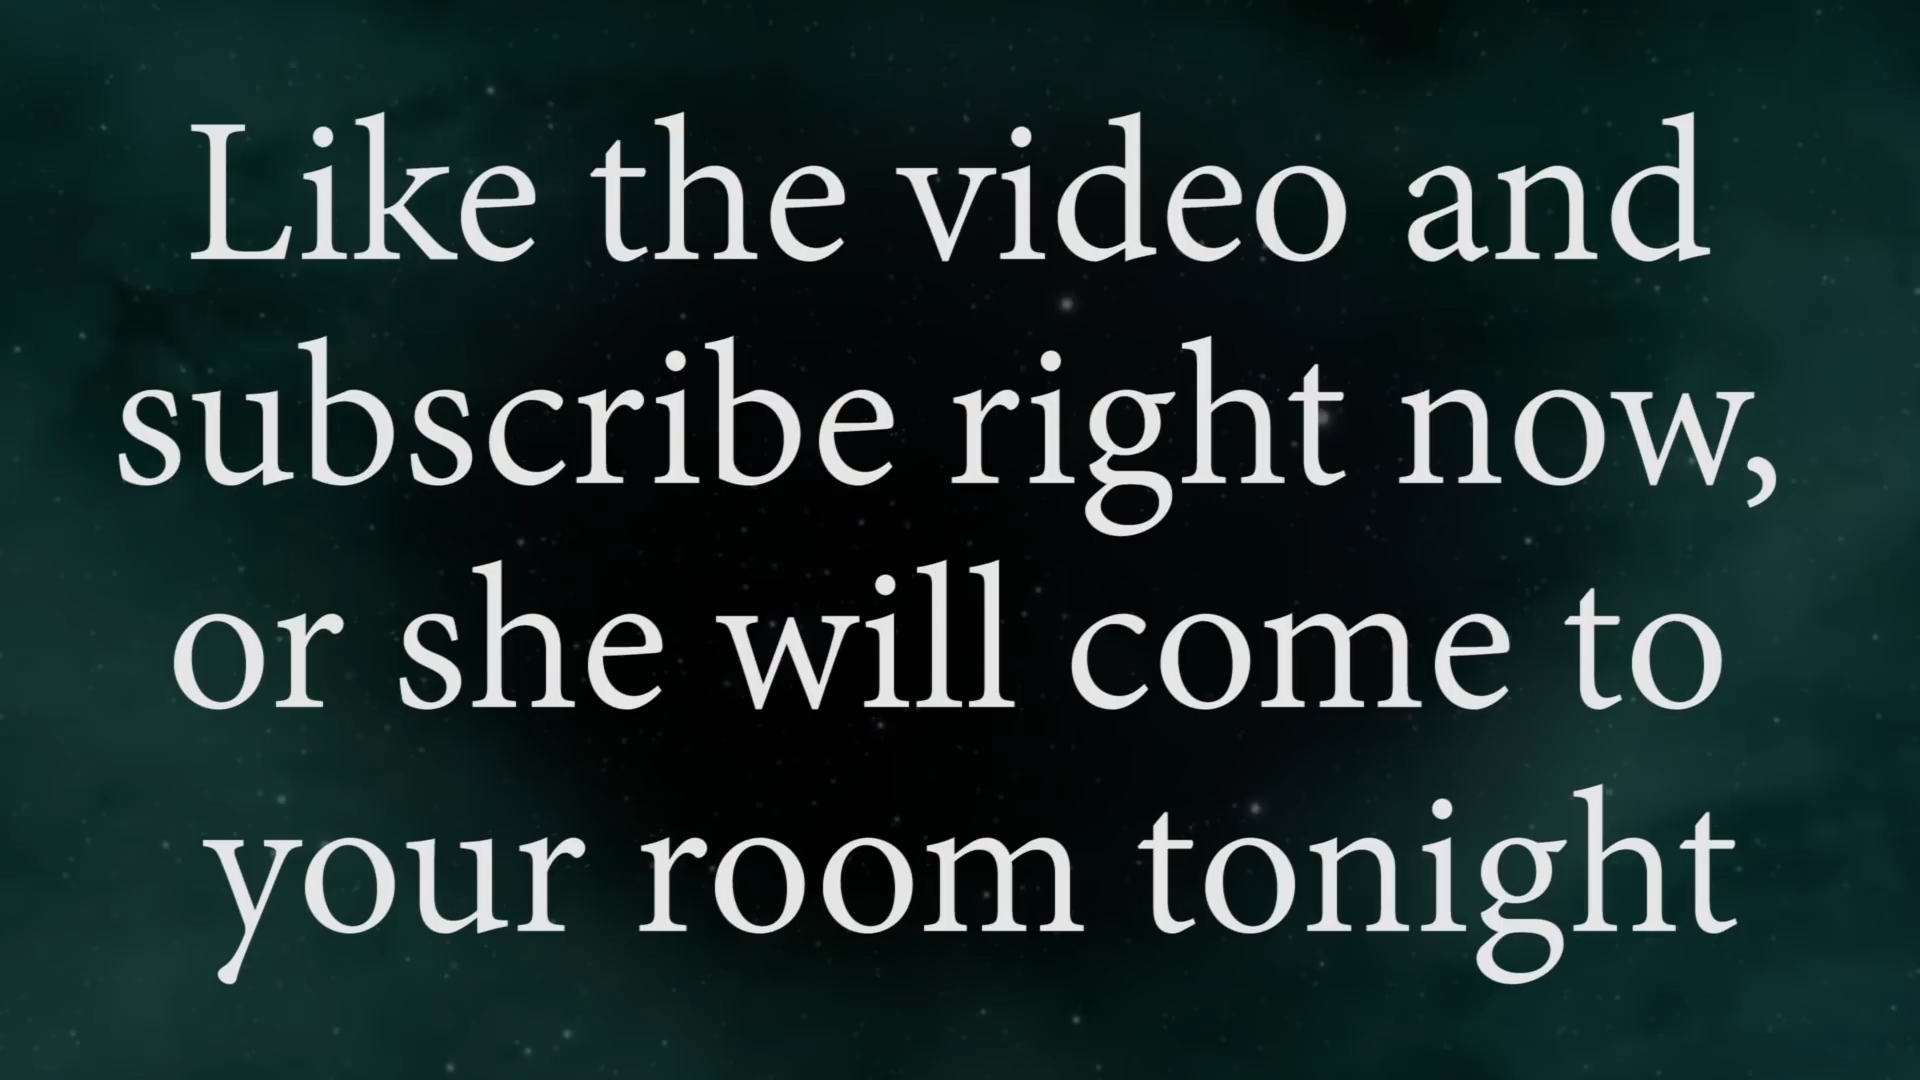 Like the video and
subscribe right now,
or she will come to
your room tonight